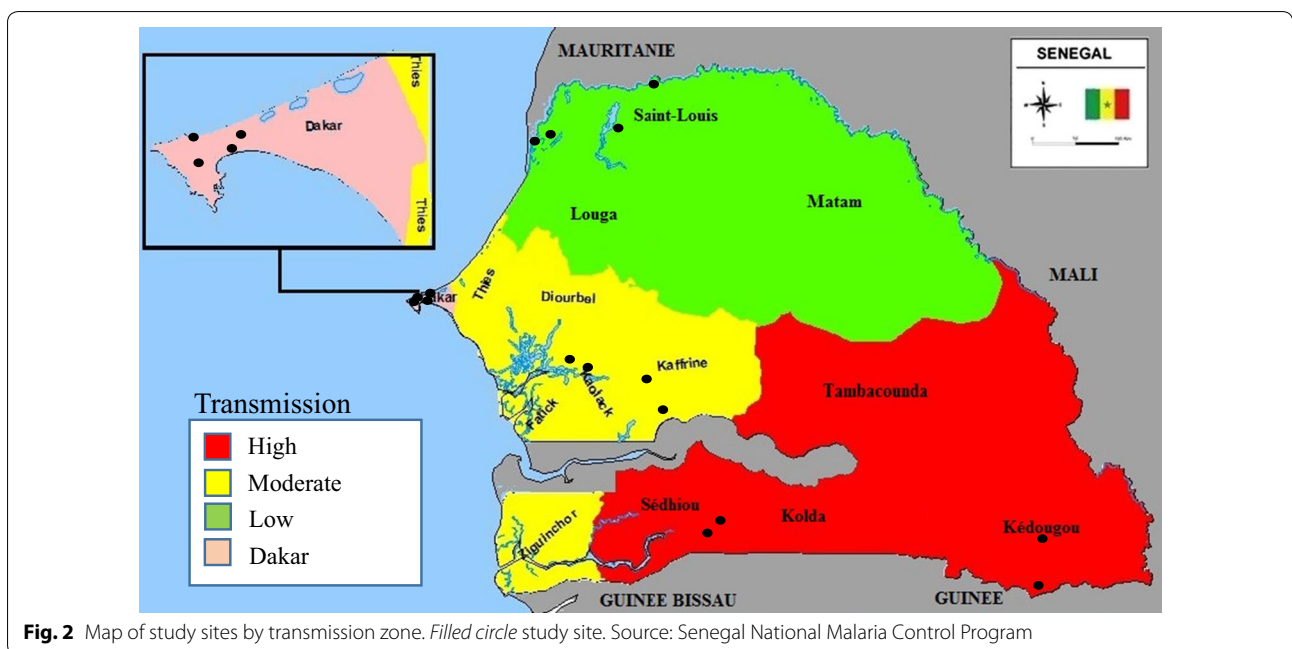 MAURITANIE
SENEGAL
Thies
Dakar
Thies
Saint-Louis
Louga
Matam
MALI
Thies
Diourbel
Kaffrine
Kaolack
Fatick
Tambacounda
Transmission
High
Moderate
Low
Dakar
Sédhiou
Kolda
Kédougou
Ziguinchor
GUINEE BISSAU
GUINEE
Fig. 2 Map of study sites by transmission zone. Filled circle study site. Source: Senegal National Malaria Control Program